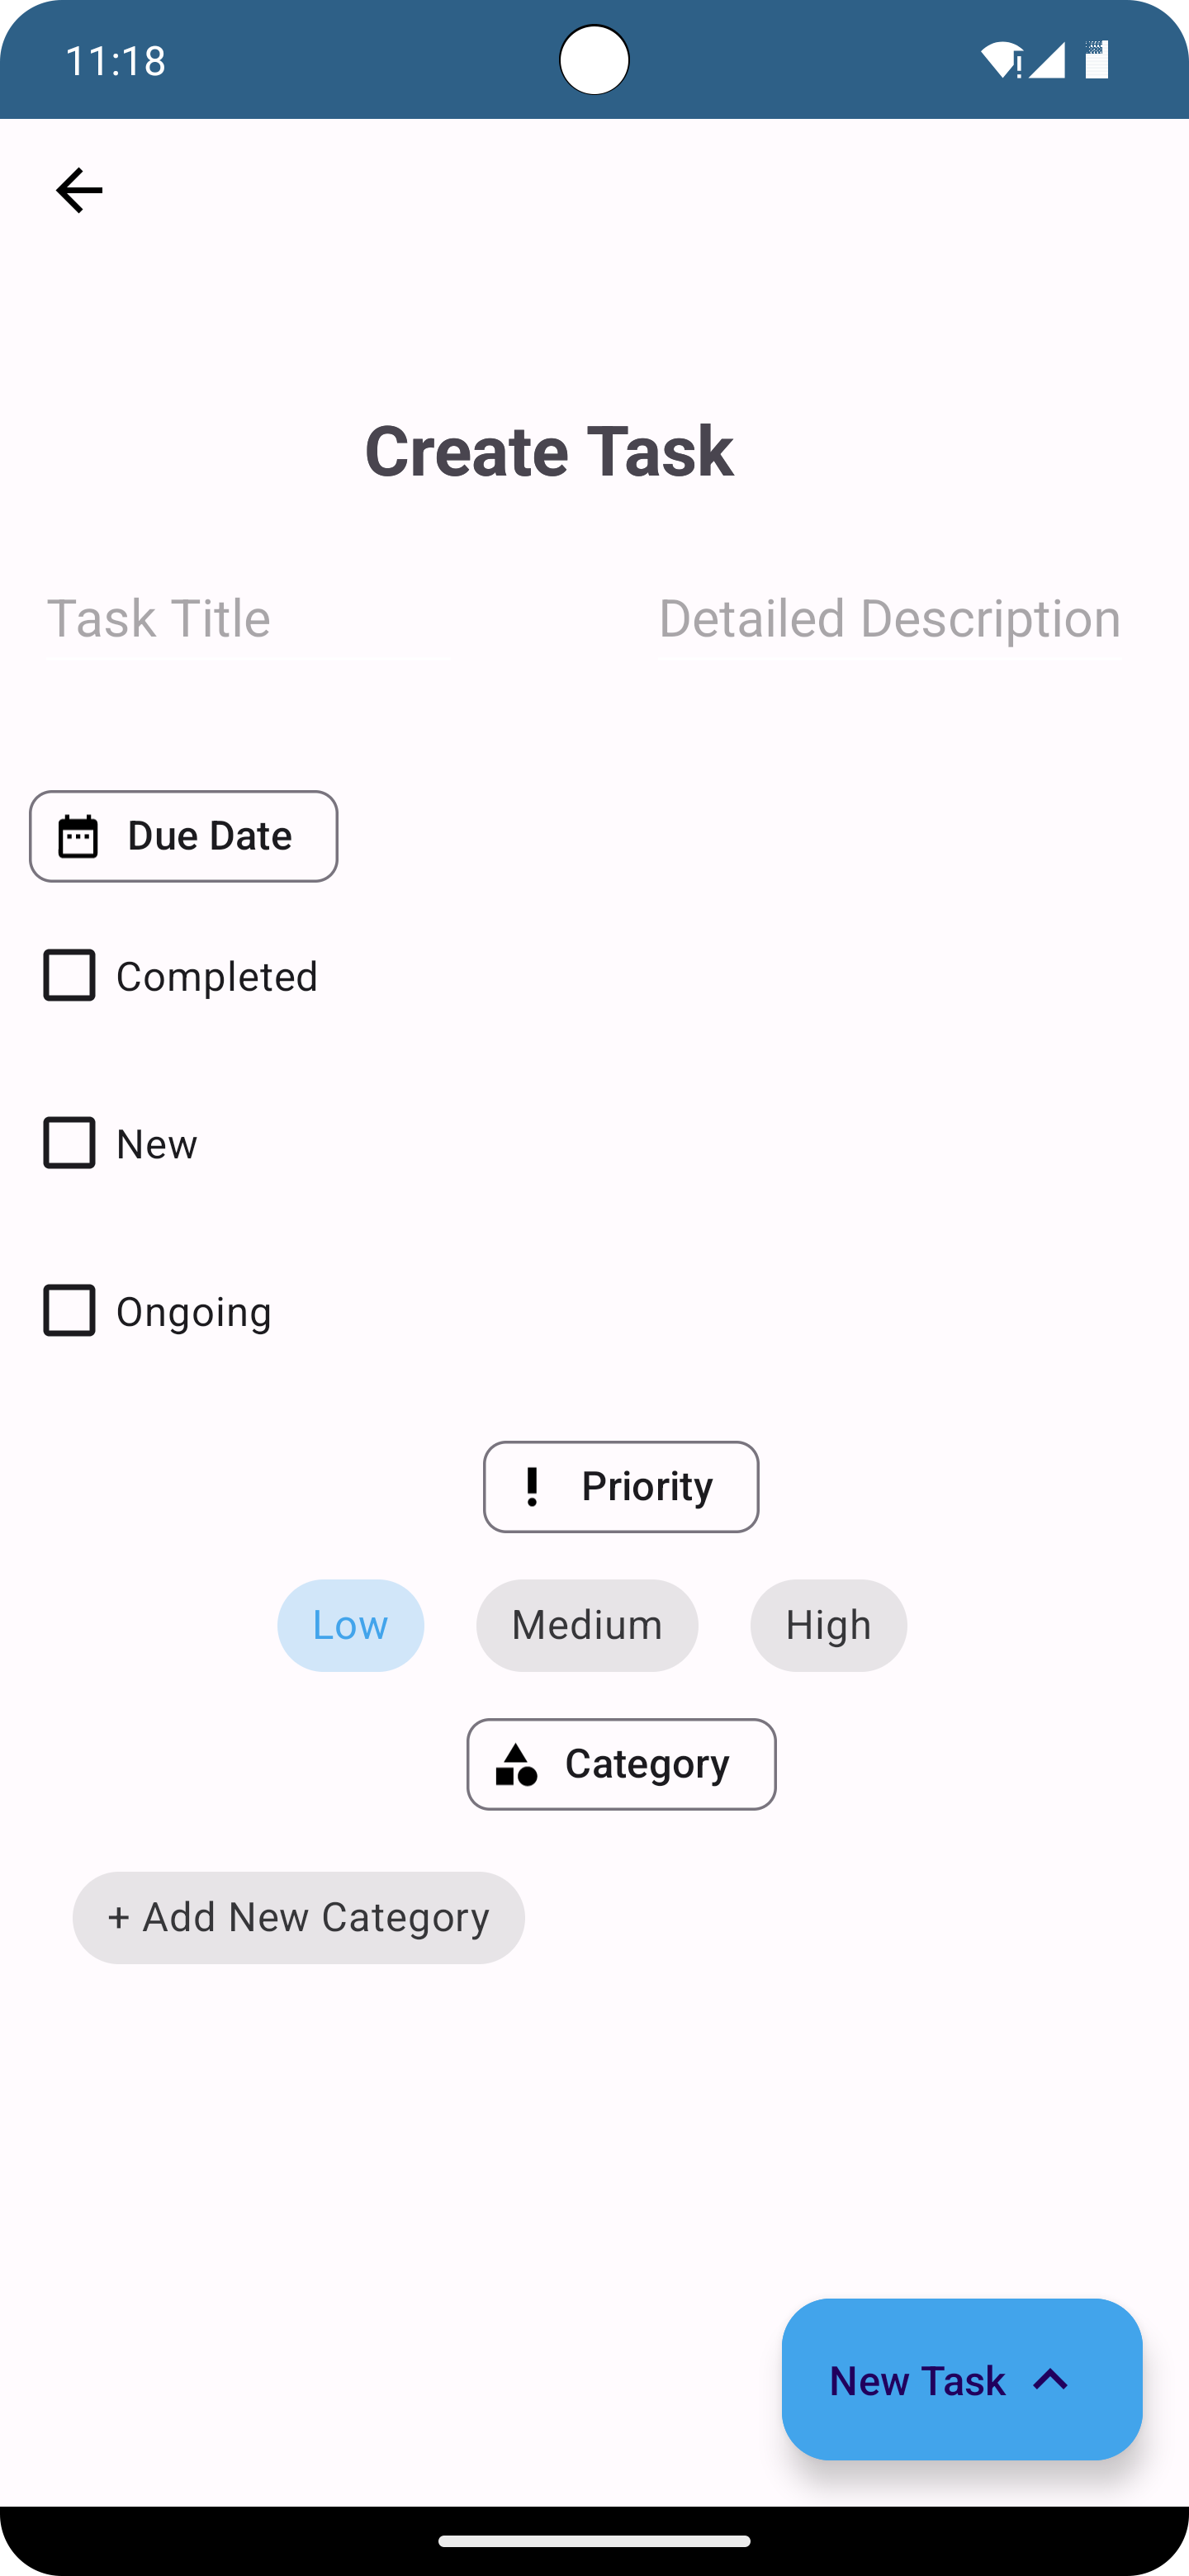 11:18
Create Task
Task Title
Detailed Description
Due Date
Completed
New
Ongoing
Priority
Low Medium High
Category
+ Add New Category
New Task